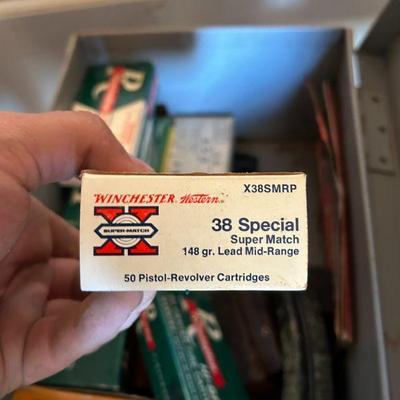 X38SMRP
WINCHESTER Western
X
SUPER-MATCH
38 Special
Super Match
148 gr. Lead Mid-Range
50 Pistol-Revolver Cartridges
R